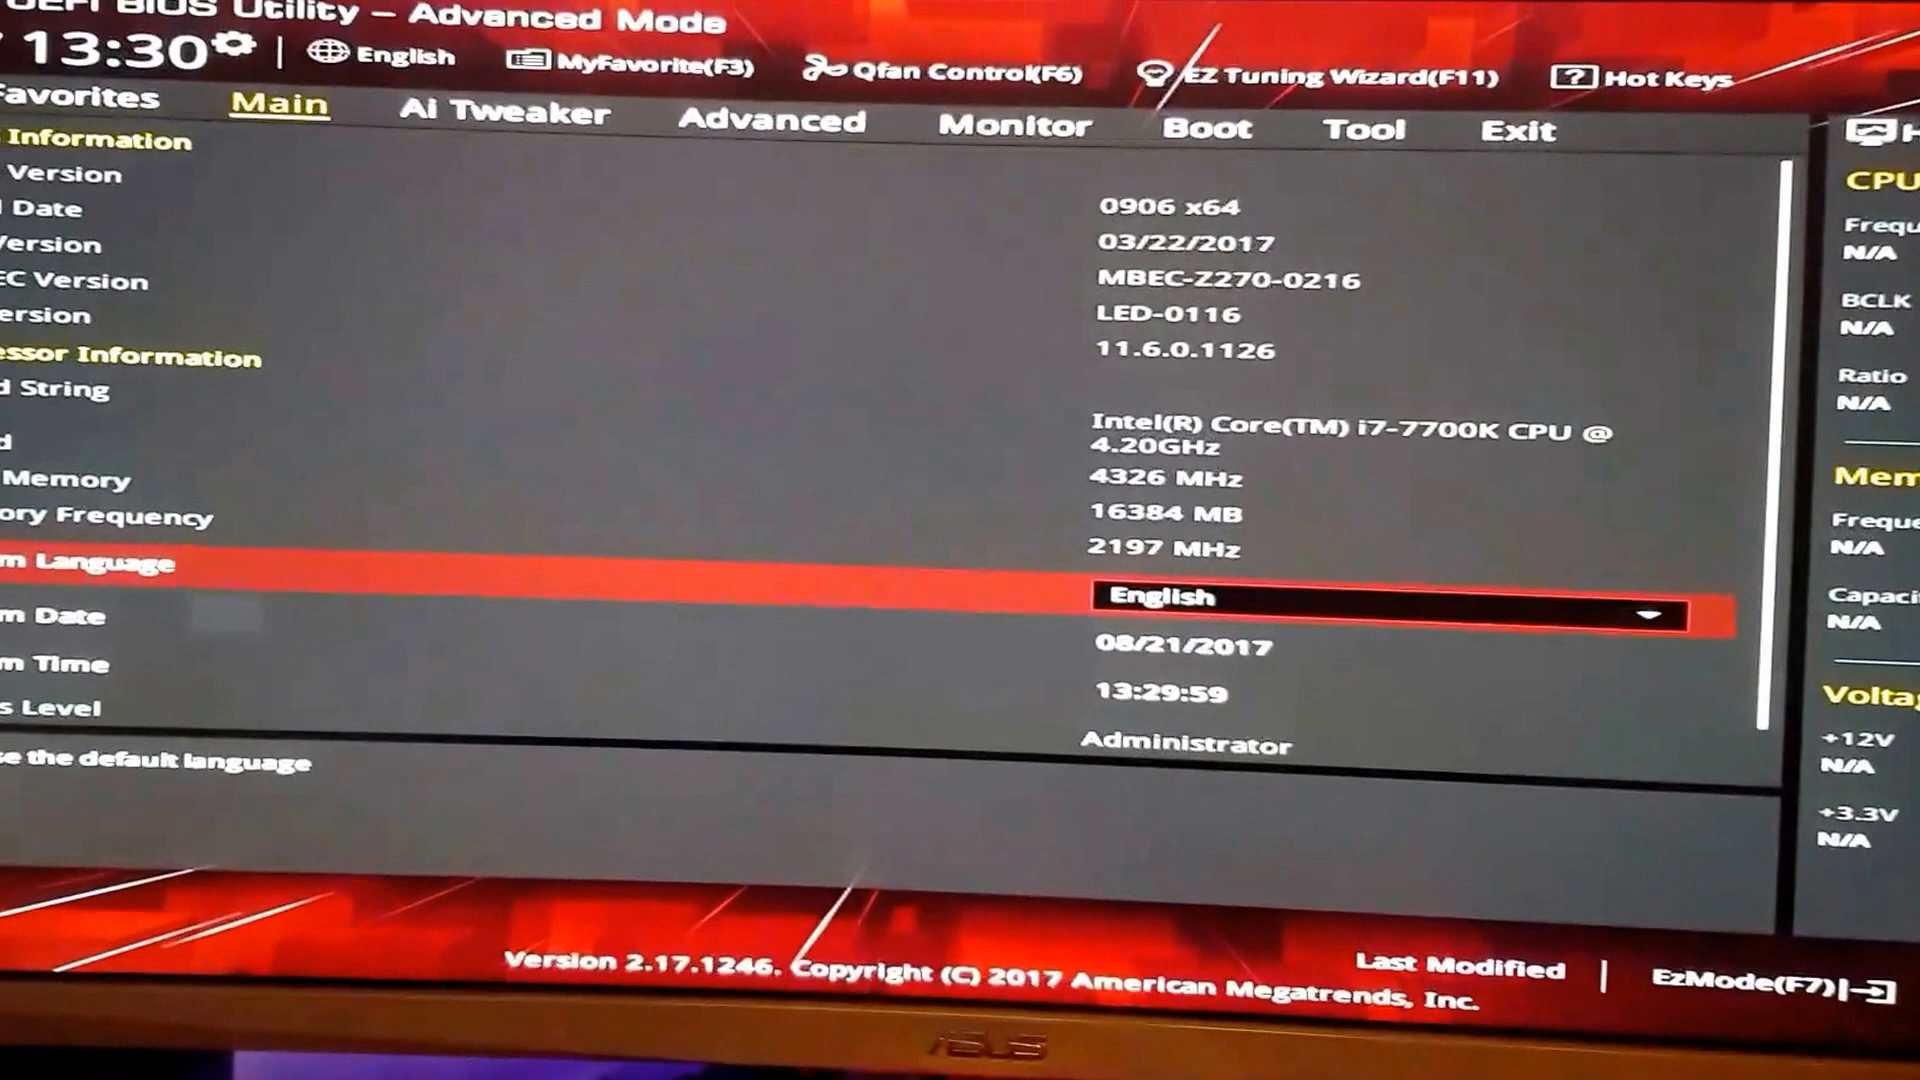 UEFI BIOS Utility – Advanced Mode
13:30 | English MyFavorite(F3) Qfan Control(F6) EZ Tuning Wizard(F11) ? Hot Keys
Favorites Main Ai Tweaker Advanced Monitor Boot Tool Exit
Information
Version 0906 x64
Date 03/22/2017
Version MBEC-Z270-0216
EC Version LED-0116
ersion 11.6.0.1126
essor Information
d String Intel(R) Core(TM) i7-7700K CPU @
4.20GHz
d 4326 MHz
Memory 16384 MB
ory Frequency 2197 MHz
m Language English
m Date 08/21/2017
m Time 13:29:59
s Level Administrator
se the default language
H
CPU
Frequ
N/A
BCLK
N/A
Ratio
N/A
Mem
Freque
N/A
Capaci
N/A
Volta
+12V
N/A
+3.3V
N/A
Last Modified | EzMode(F7)
Version 2.17.1246. Copyright (C) 2017 American Megatrends, Inc.
ASUS